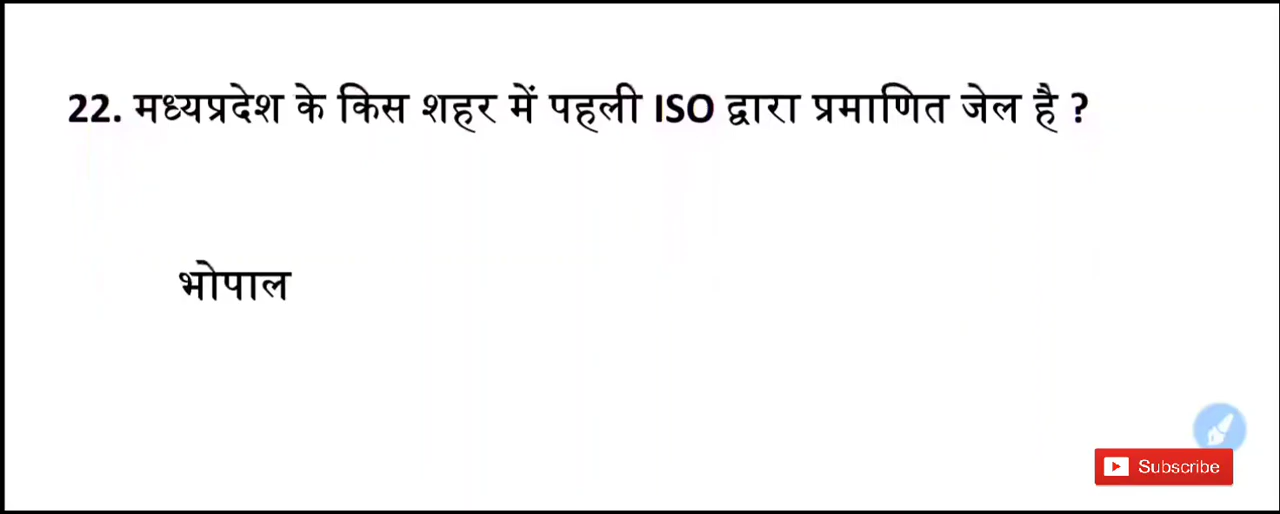 22. मध्यप्रदेश के किस शहर में पहली ISO द्वारा प्रमाणित जेल है ?
भोपाल
Subscribe